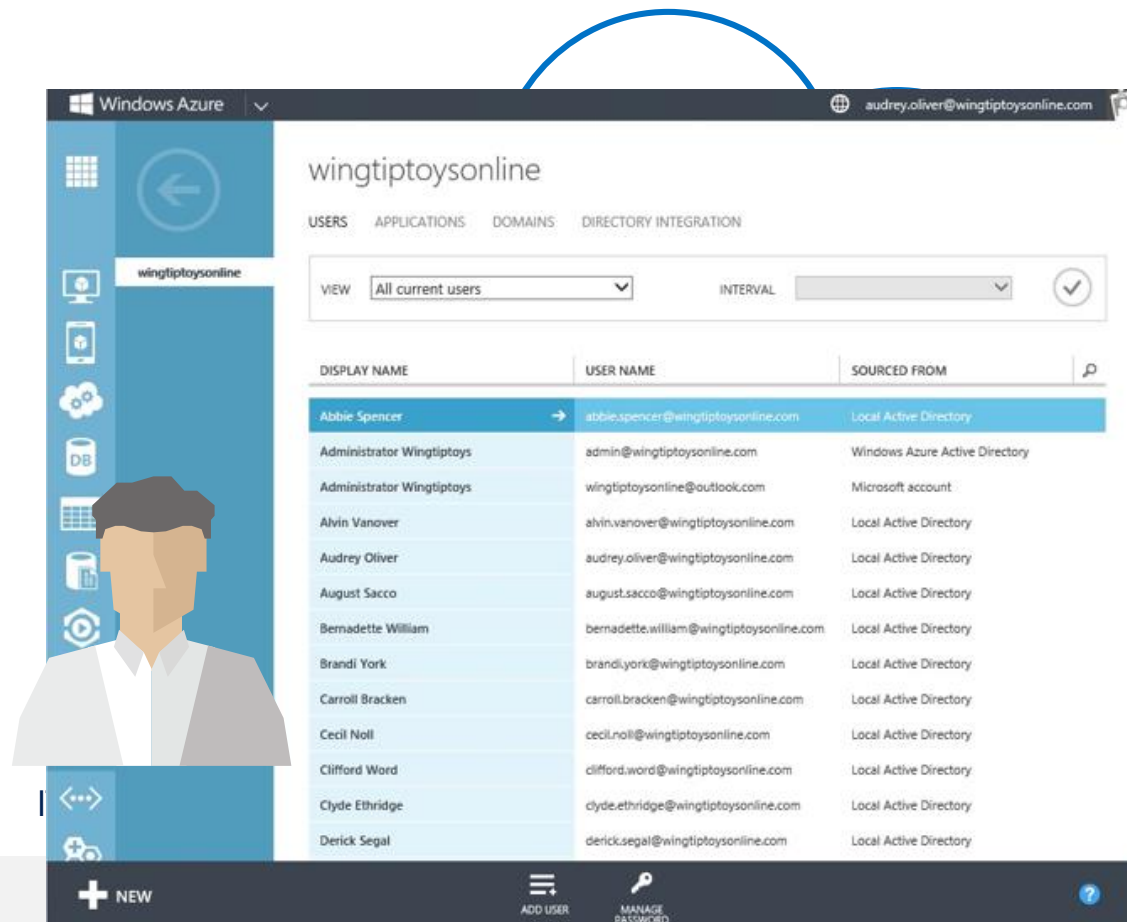 Windows Azure
audrey.oliver@wingtiptoysonline.com
wingtiptoysonline
USERS APPLICATIONS DOMAINS DIRECTORY INTEGRATION
wingtiptoysonline
VIEW All current users INTERVAL
DISPLAY NAME USER NAME SOURCED FROM
Abbie Spencer abbie.spencer@wingtiptoysonline.com Local Active Directory
Administrator Wingtiptoys admin@wingtiptoysonline.com Windows Azure Active Directory
DB
Administrator Wingtiptoys wingtiptoysonline@outlook.com Microsoft account
Alvin Vanover alvin.vanover@wingtiptoysonline.com Local Active Directory
Audrey Oliver audrey.oliver@wingtiptoysonline.com Local Active Directory
August Sacco august.sacco@wingtiptoysonline.com Local Active Directory
Bernadette William bernadette.william@wingtiptoysonline.com Local Active Directory
Brandi York brandi.york@wingtiptoysonline.com Local Active Directory
Carroll Bracken carroll.bracken@wingtiptoysonline.com Local Active Directory
Cecil Noll cecil.noll@wingtiptoysonline.com Local Active Directory
Clifford Word clifford.word@wingtiptoysonline.com Local Active Directory
Clyde Ethridge clyde.ethridge@wingtiptoysonline.com Local Active Directory
Derick Segal derick.segal@wingtiptoysonline.com Local Active Directory
NEW ADD USER MANAGE
PASSWORD
?